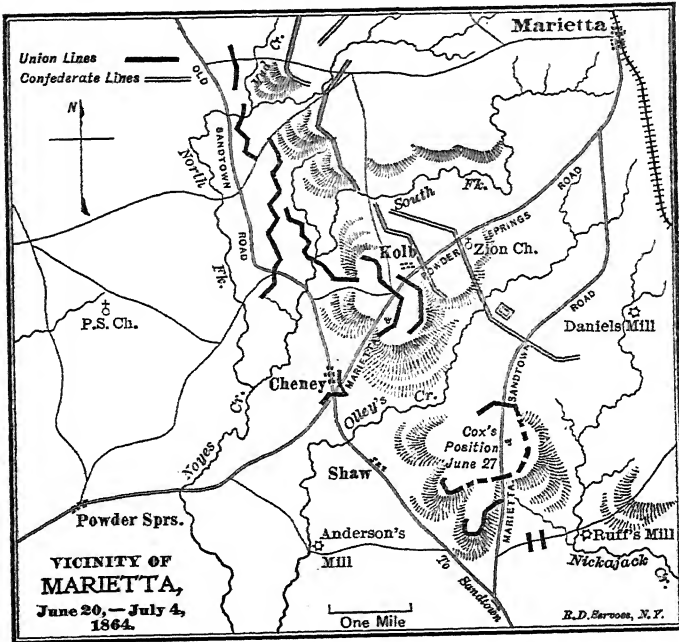 Marietta
Union Lines
Confederate Lines
N
OLD
SANDTOWN
ROAD
North
Fk.
South
Fk.
ROAD
SPRINGS
POWDER
Kolb
Zion Ch.
ROAD
P.S. Ch.
Daniels Mill
MARIETTA
&
SANDTOWN
Cheney
Olley's
Cr.
Noyes
Cr.
Cox's
Position
June 27
Shaw
MARIETTA
&
Powder Sprs.
Anderson's
Mill
Ruff's Mill
Nickajack
Cr.
To
Sandtown
VICINITY OF
MARIETTA,
June 20,—July 4,
1864.
One Mile
R.D. Servoss, N.Y.